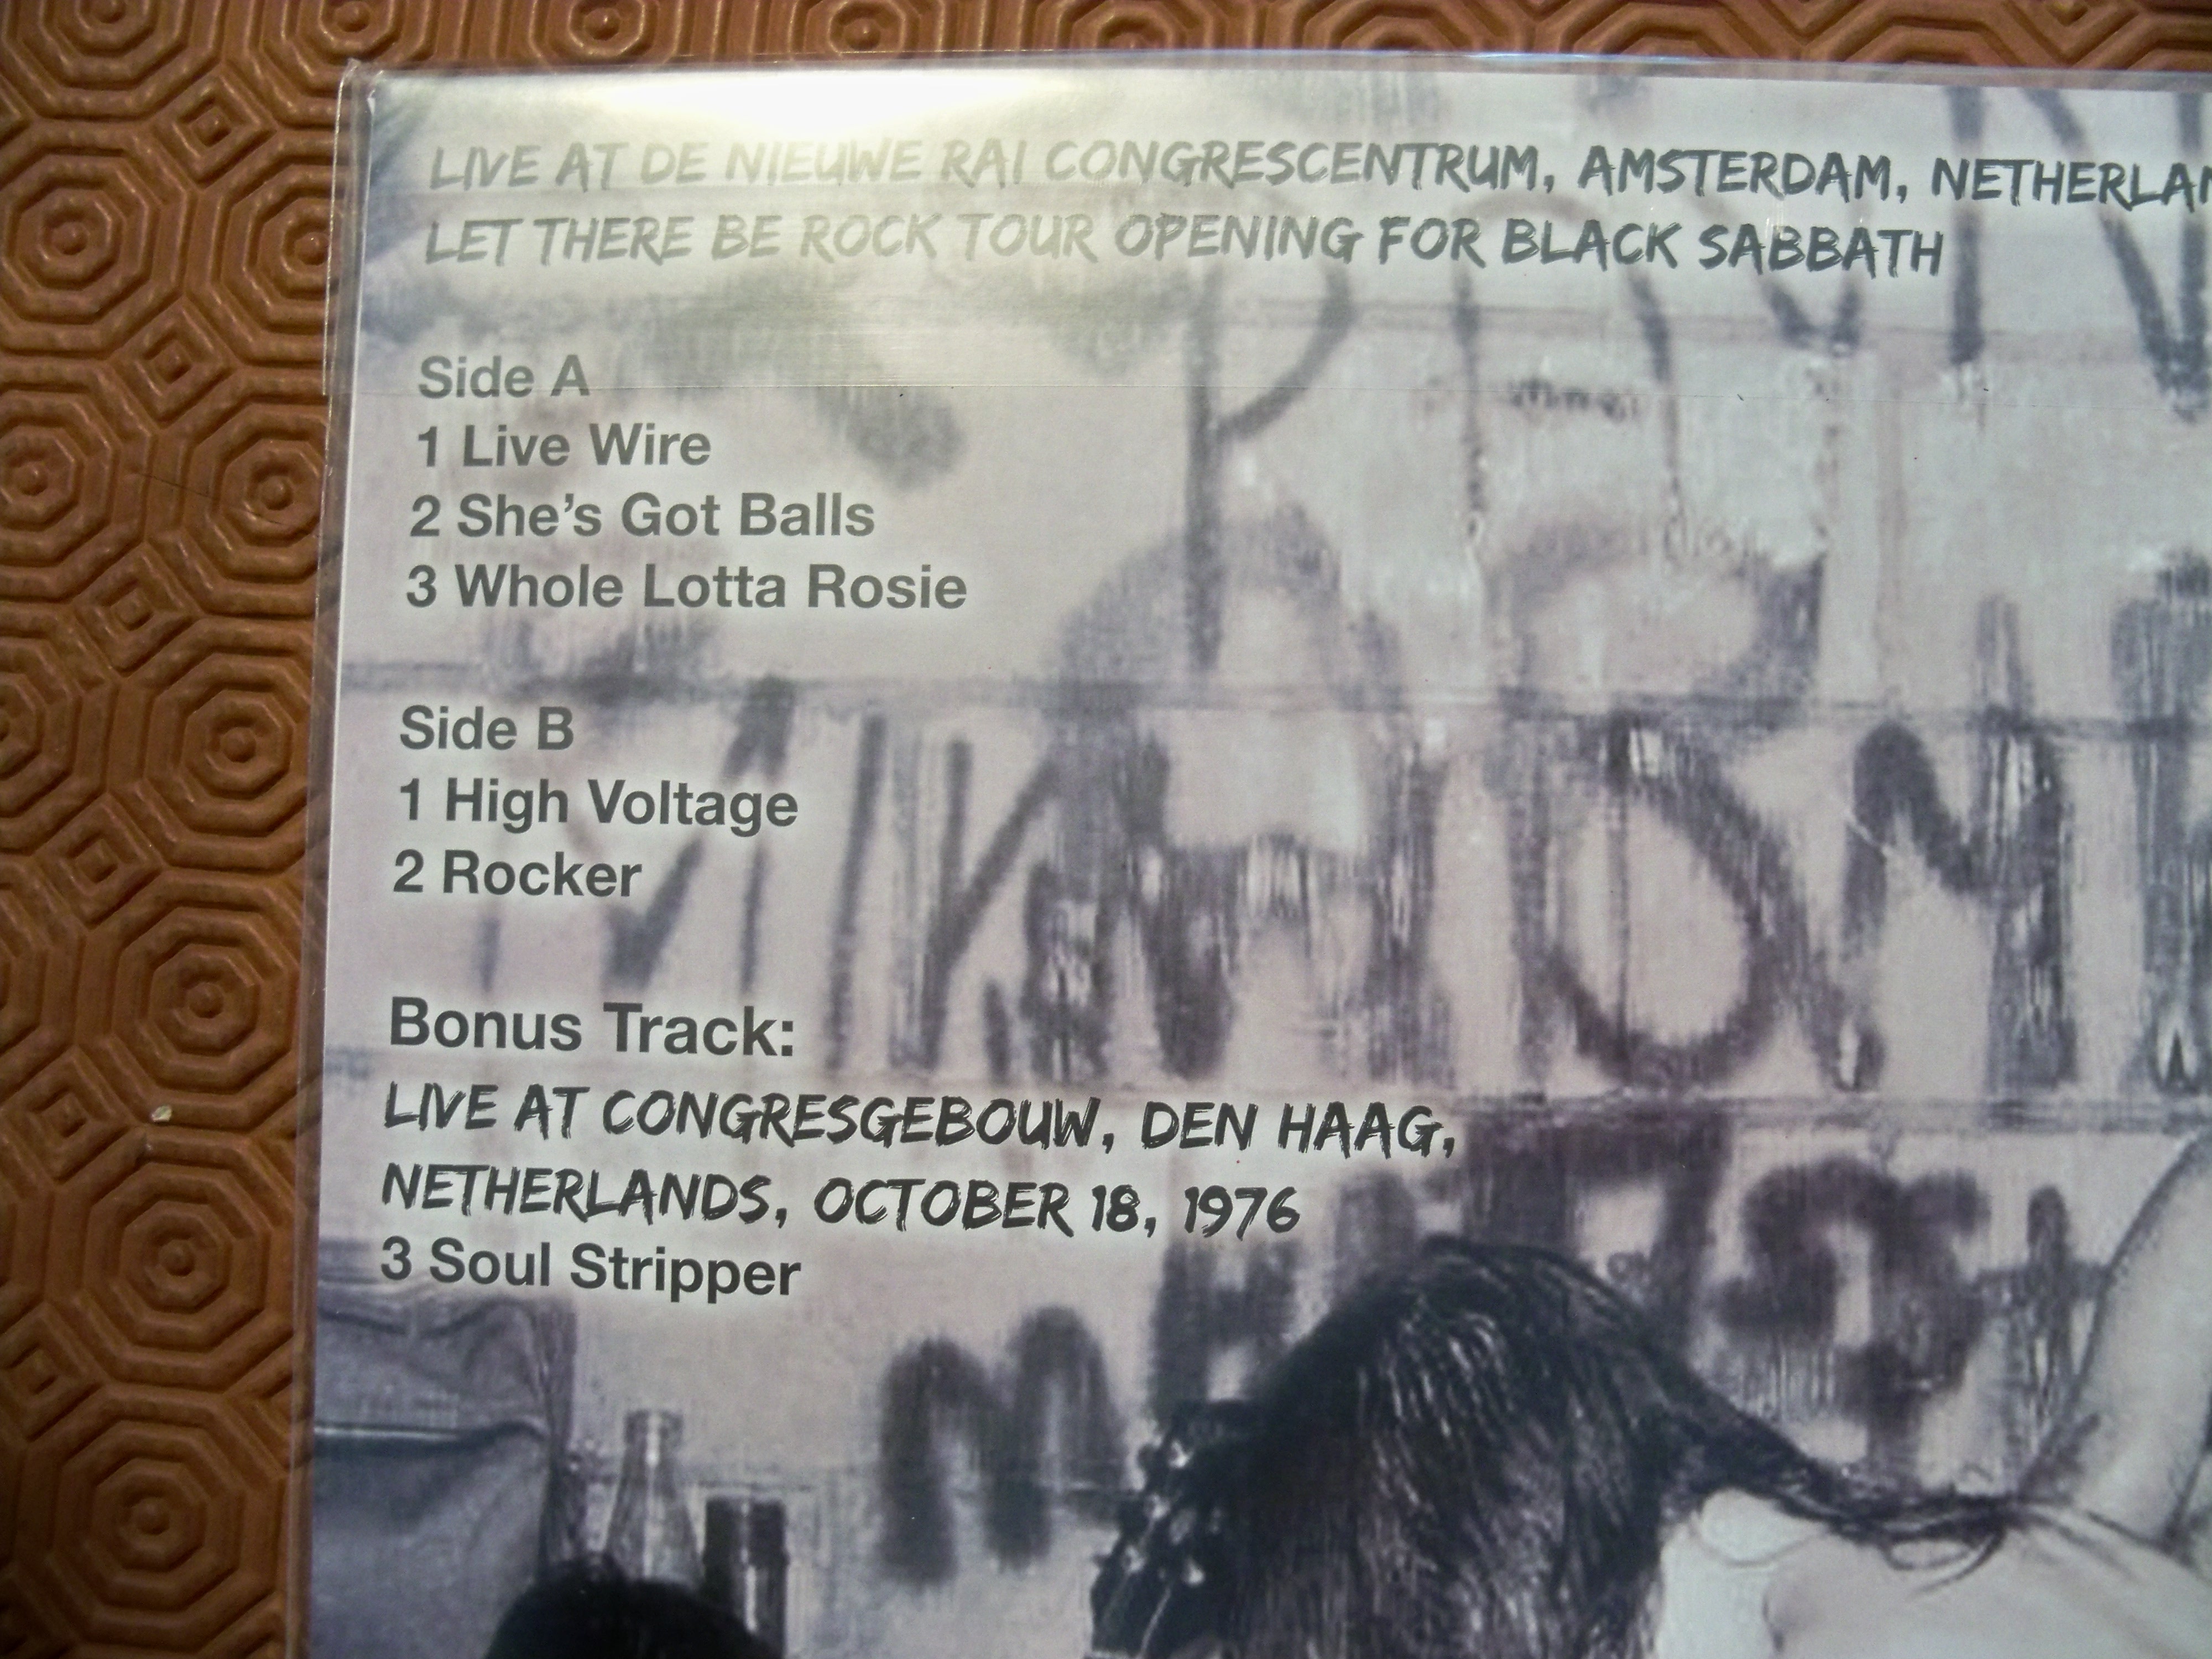 LIVE AT DE NIEUWE RAI CONGRESCENTRUM, AMSTERDAM, NETHERLAN
LET THERE BE ROCK TOUR OPENING FOR BLACK SABBATH
Side A
1 Live Wire
2 She's Got Balls
3 Whole Lotta Rosie
Side B
1 High Voltage
2 Rocker
Bonus Track:
LIVE AT CONGRESGEBOUW, DEN HAAG,
NETHERLANDS, OCTOBER 18, 1976
3 Soul Stripper